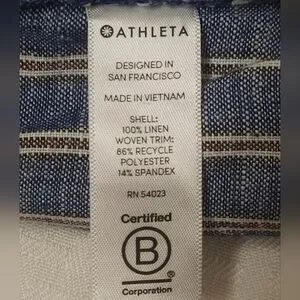 ATHLETA
DESIGNED IN
SAN FRANCISCO
MADE IN VIETNAM
SHELL:
100% LINEN
WOVEN TRIM:
86% RECYCLE
POLYESTER
14% SPANDEX
RN 54023
Certified
B
Corporation